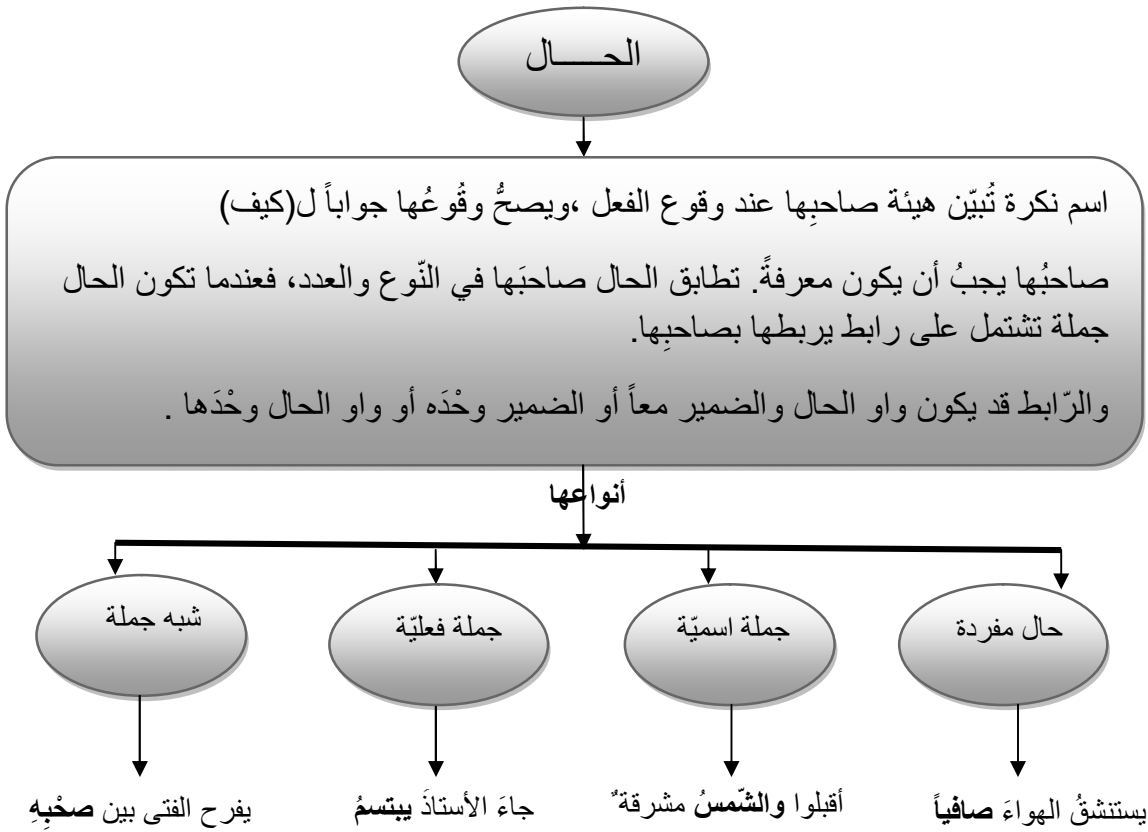 الحـــــال
اسم نكرة تُبيّن هيئة صاحبِها عند وقوع الفعل ،ويصحُّ وقُوعُها جواباً ل(كيف)
صاحبُها يجبُ أن يكون معرفةً. تطابق الحال صاحبَها في النّوع والعدد، فعندما تكون الحال
جملة تشتمل على رابط يربطها بصاحبِها.
والرّابط قد يكون واو الحال والضمير معاً أو الضمير وحْدَه أو واو الحال وحْدَها .
أنواعها
حال مفردة
جملة اسميّة
جملة فعليّة
شبه جملة
يستنشقُ الهواءَ صافياً
أقبلوا والشّمسُ مشرقة ٌ
جاءَ الأستاذَ يبتسمُ
يفرح الفتى بين صحْبِهِ